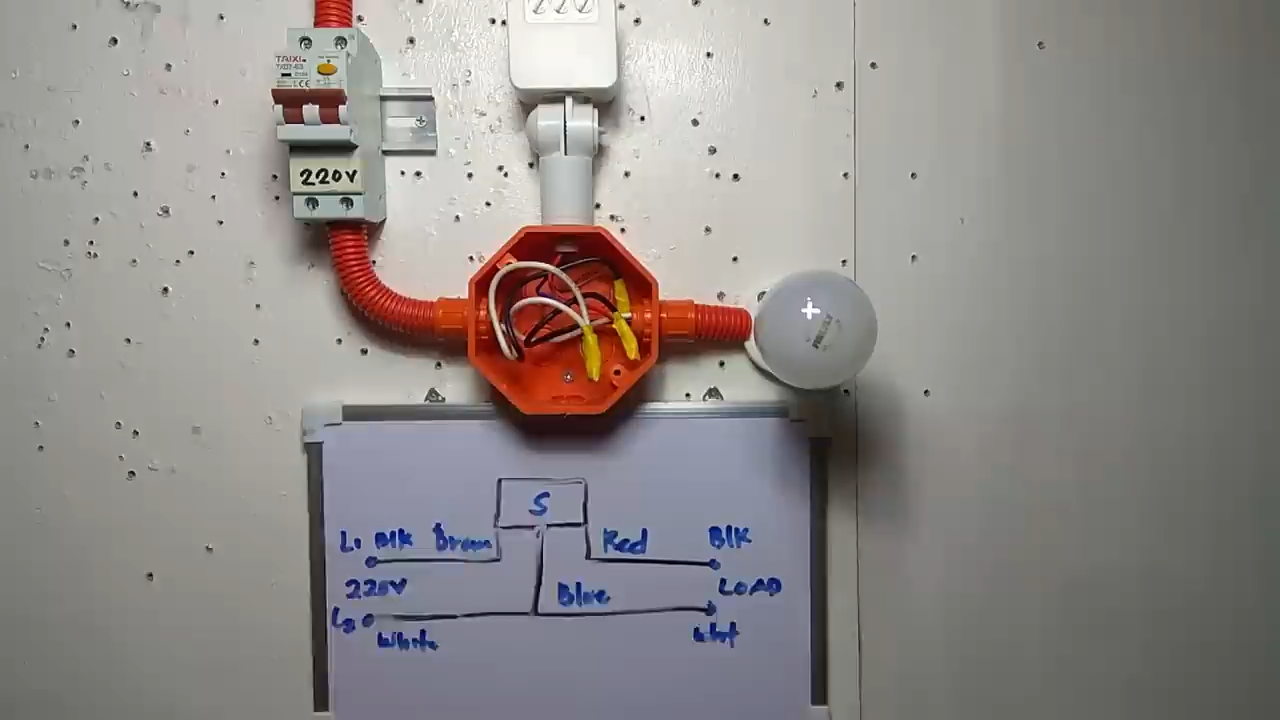 TAIXI.
220V
S
L1 Blk Brown Red Blk
220V LOAD
L2 Blue
White Wht